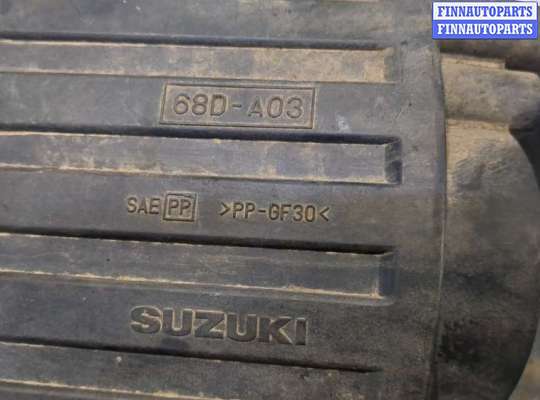 FINNAUTOPARTS
FINNAUTOPARTS
68D-A03
SAE PP >PP-GF30<
SUZUKI